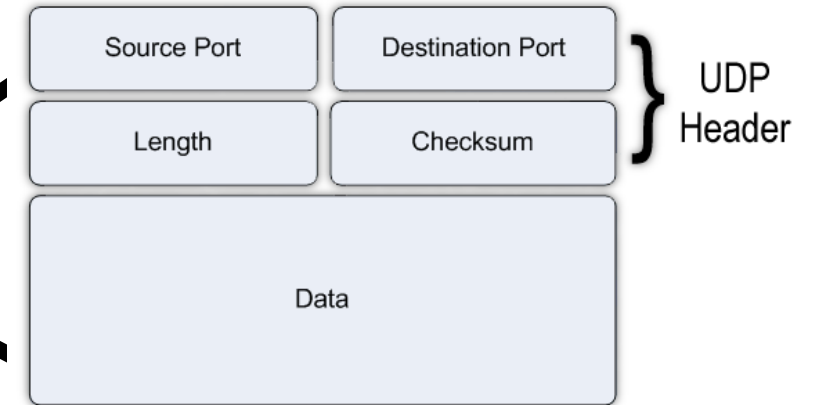 Source Port
Destination Port
UDP
Header
Length
Checksum
Data